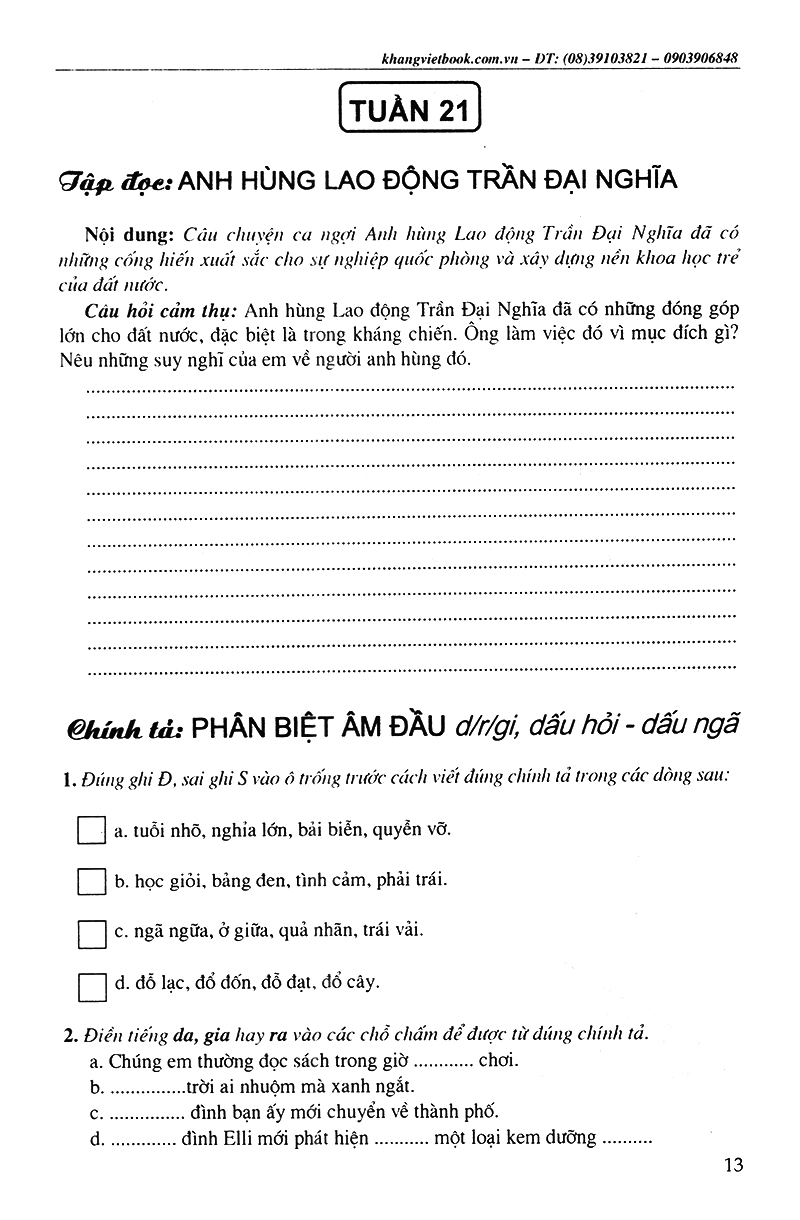 khangvietbook.com.vn – ĐT: (08)39103821 – 0903906848
TUẦN 21
Tập đọc: ANH HÙNG LAO ĐỘNG TRẦN ĐẠI NGHĨA
Nội dung: Câu chuyện ca ngợi Anh hùng Lao động Trần Đại Nghĩa đã có
những cống hiến xuất sắc cho sự nghiệp quốc phòng và xây dựng nền khoa học trẻ
của đất nước.
Câu hỏi cảm thụ: Anh hùng Lao động Trần Đại Nghĩa đã có những đóng góp
lớn cho đất nước, đặc biệt là trong kháng chiến. Ông làm việc đó vì mục đích gì?
Nêu những suy nghĩ của em về người anh hùng đó.
Chính tả: PHÂN BIỆT ÂM ĐẦU d/r/gi, dấu hỏi - dấu ngã
1. Đúng ghi Đ, sai ghi S vào ô trống trước cách viết đúng chính tả trong các dòng sau:
a. tuổi nhõ, nghỉa lớn, bải biển, quyển vỡ.
b. học giỏi, bảng đen, tình cảm, phải trái.
c. ngã ngữa, ở giữa, quả nhãn, trái vải.
d. đỗ lạc, đổ đốn, đỗ đạt, đổ cây.
2. Điền tiếng da, gia hay ra vào các chỗ chấm để được từ đúng chính tả.
a. Chúng em thường đọc sách trong giờ ............ chơi.
b. ...............trời ai nhuộm mà xanh ngắt.
c. ............... đình bạn ấy mới chuyển về thành phố.
d. ............. đình Elli mới phát hiện ........... một loại kem dưỡng ..........
13